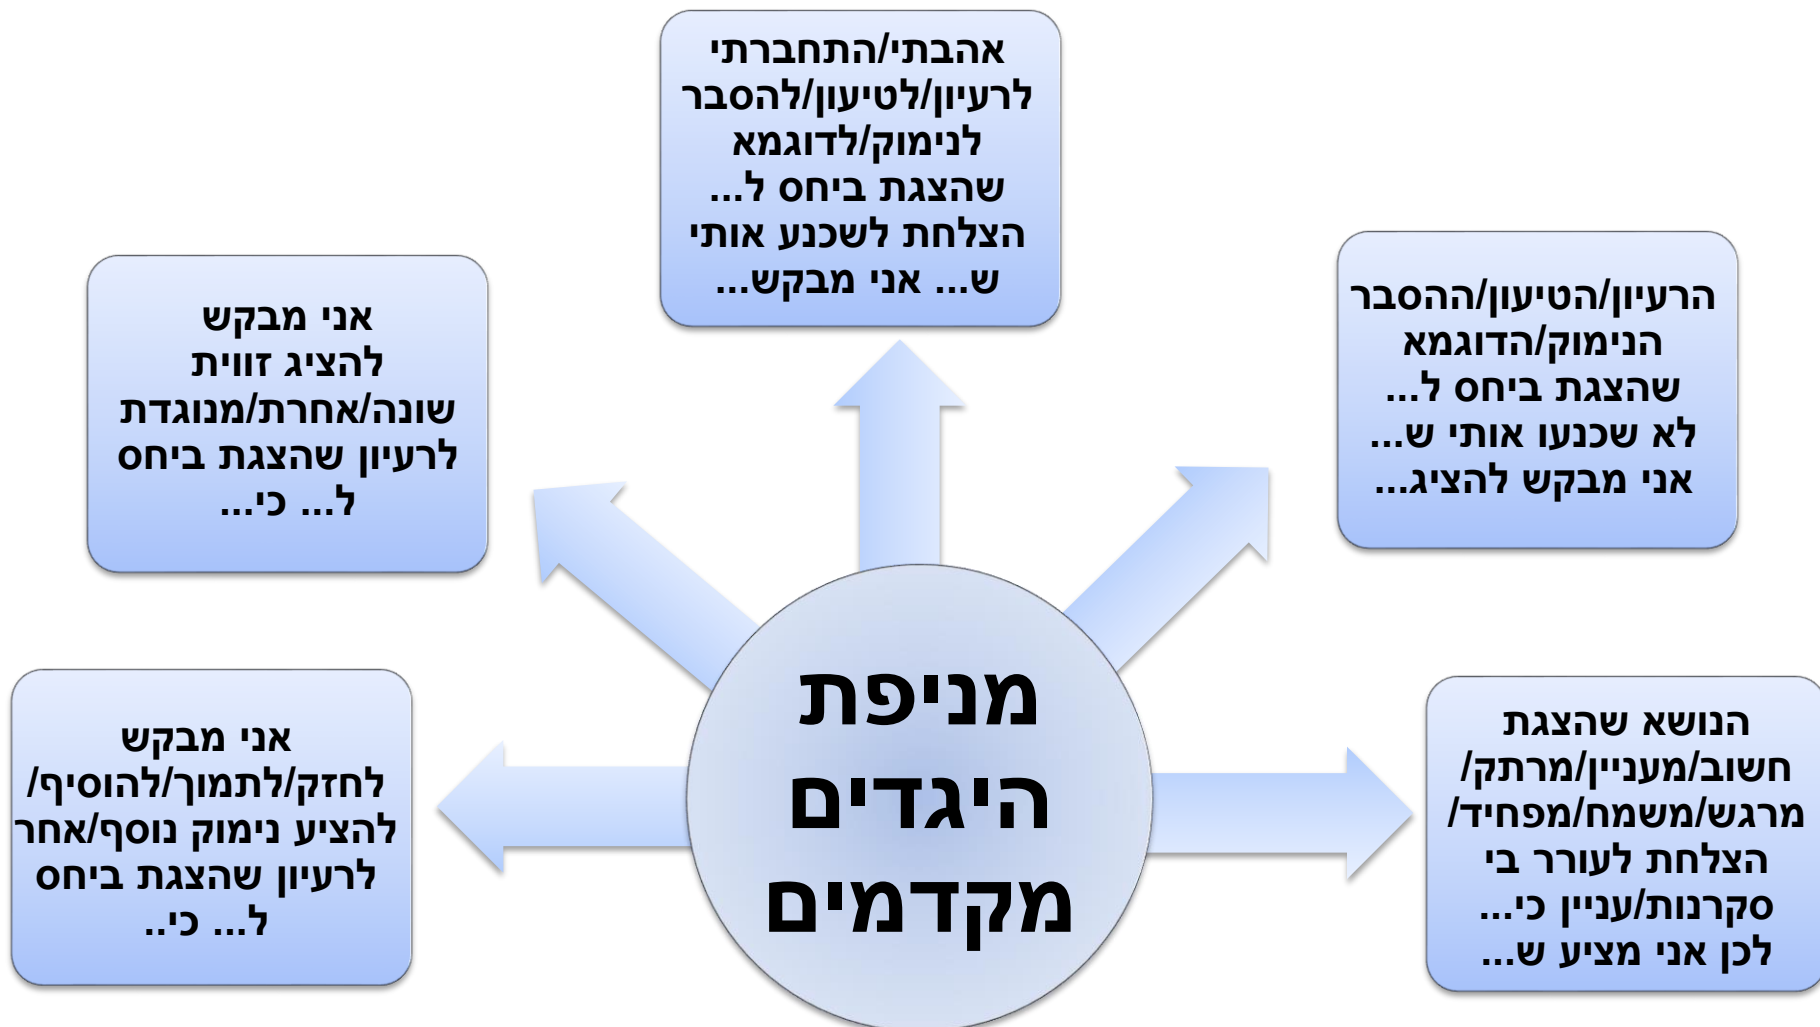 אהבתי/התחברתי
לרעיון/לטיעון/להסבר
לנימוק/לדוגמא
שהצגת ביחס ל...
הצלחת לשכנע אותי
ש... אני מבקש...
הרעיון/הטיעון/ההסבר
הנימוק/הדוגמא
שהצגת ביחס ל...
לא שכנעו אותי ש...
אני מבקש להציג...
אני מבקש
להציג זווית
שונה/אחרת/מנוגדת
לרעיון שהצגת ביחס
ל... כי...
הנושא שהצגת
חשוב/מעניין/מרתק/
מרגש/משמח/מפחיד/
הצלחת לעורר בי
סקרנות/עניין כי...
לכן אני מציע ש...
מניפת
היגדים
מקדמים
אני מבקש
לחזק/לתמוך/להוסיף/
להציע נימוק נוסף/אחר
לרעיון שהצגת ביחס
ל... כי..